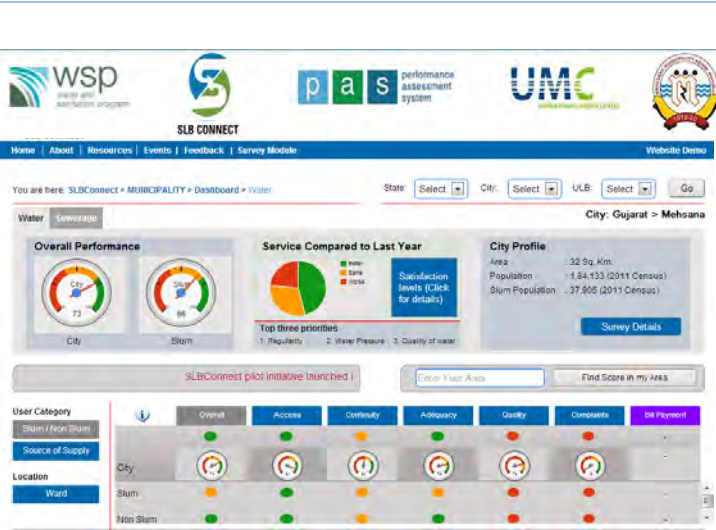 WSP
water and
sanitation program
SLB CONNECT
pas performance
assessment
system
UMC
Home | About | Resources | Events | Feedback | Survey Module
Website Demo
You are here: SLBConnect » MUNICIPALITY » Dashboard » Water
State: Select City: Select ULB: Select Go
Water Sewerage
City: Gujarat > Mehsana
Overall Performance
City
73
City
Slum
66
Slum
Service Compared to Last Year
Better
Same
Worse
Satisfaction
levels (Click
for details)
Top three priorities
1. Regularity 2. Water Pressure 3. Quality of water
City Profile
Area : 32 Sq. Km.
Population : 1,84,133 (2011 Census)
Slum Population : 37,905 (2011 Census)
Survey Details
SLBConnect pilot initiative launched i
Enter Your Area
Find Score in my Area
User Category
Slum / Non Slum
Source of Supply
Location
Ward
Overall Access Continuity Adequacy Quality Complaints Bill Payment
-
City
-
Slum
-
Non Slum
-